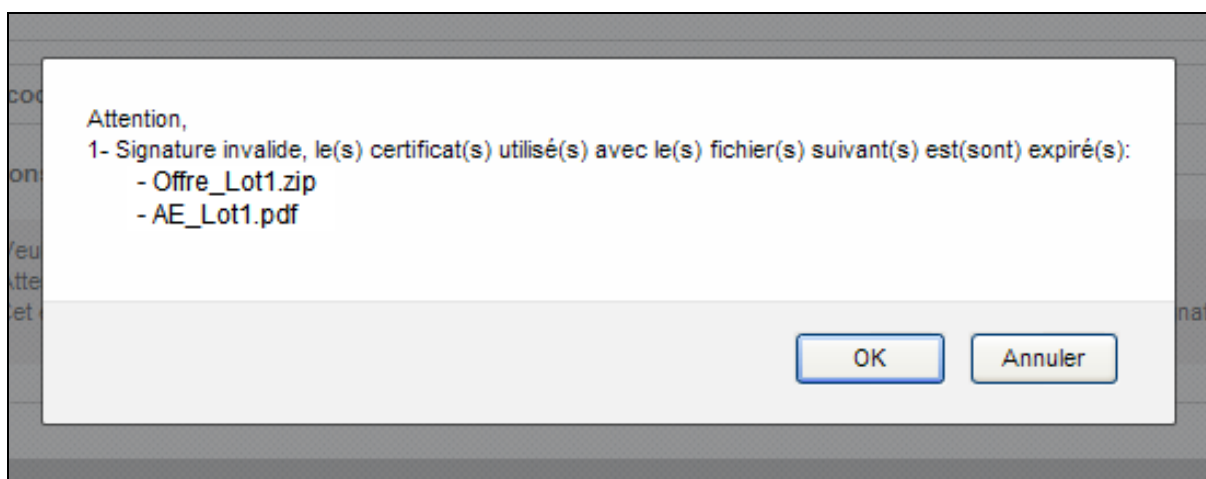 Attention,
1- Signature invalide, le(s) certificat(s) utilisé(s) avec le(s) fichier(s) suivant(s) est(sont) expiré(s):
- Offre_Lot1.zip
- AE_Lot1.pdf
OK
Annuler